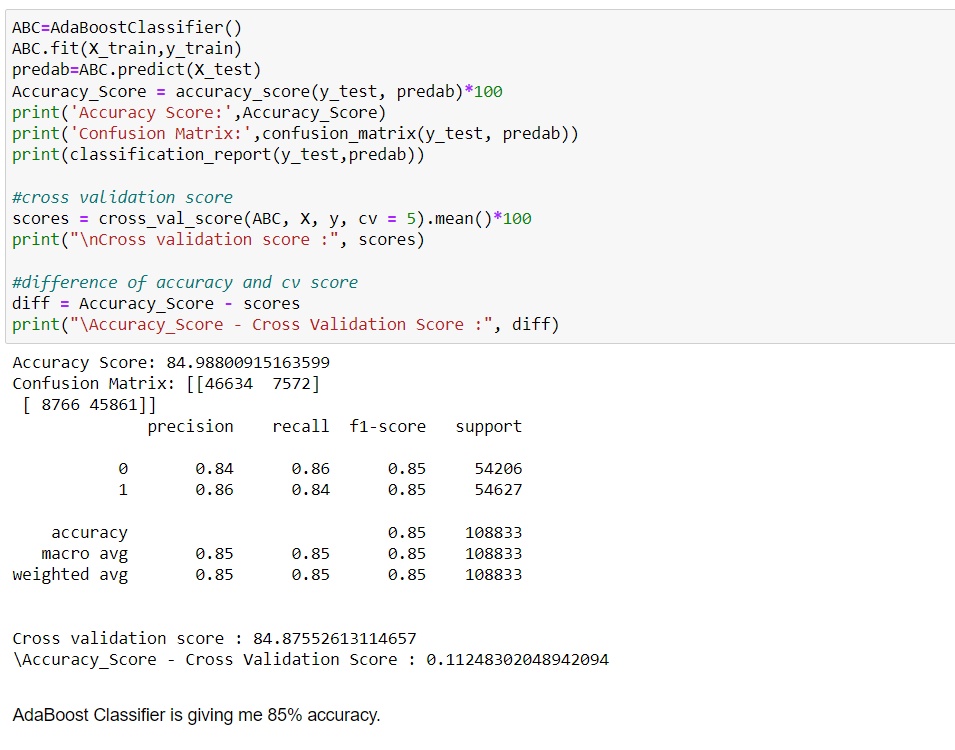 ABC=AdaBoostClassifier()
ABC.fit(X_train,y_train)
predab=ABC.predict(X_test)
Accuracy_Score = accuracy_score(y_test, predab)*100
print('Accuracy Score:',Accuracy_Score)
print('Confusion Matrix:',confusion_matrix(y_test, predab))
print(classification_report(y_test,predab))
#cross validation score
scores = cross_val_score(ABC, X, y, cv = 5).mean()*100
print("\nCross validation score :", scores)
#difference of accuracy and cv score
diff = Accuracy_Score - scores
print("\Accuracy_Score - Cross Validation Score :", diff)
Accuracy Score: 84.98800915163599
Confusion Matrix: [[46634  7572]
 [ 8766 45861]]
              precision    recall  f1-score   support
           0       0.84      0.86      0.85     54206
           1       0.86      0.84      0.85     54627
    accuracy                           0.85    108833
   macro avg       0.85      0.85      0.85    108833
weighted avg       0.85      0.85      0.85    108833
Cross validation score : 84.87552613114657
\Accuracy_Score - Cross Validation Score : 0.11248302048942094
AdaBoost Classifier is giving me 85% accuracy.